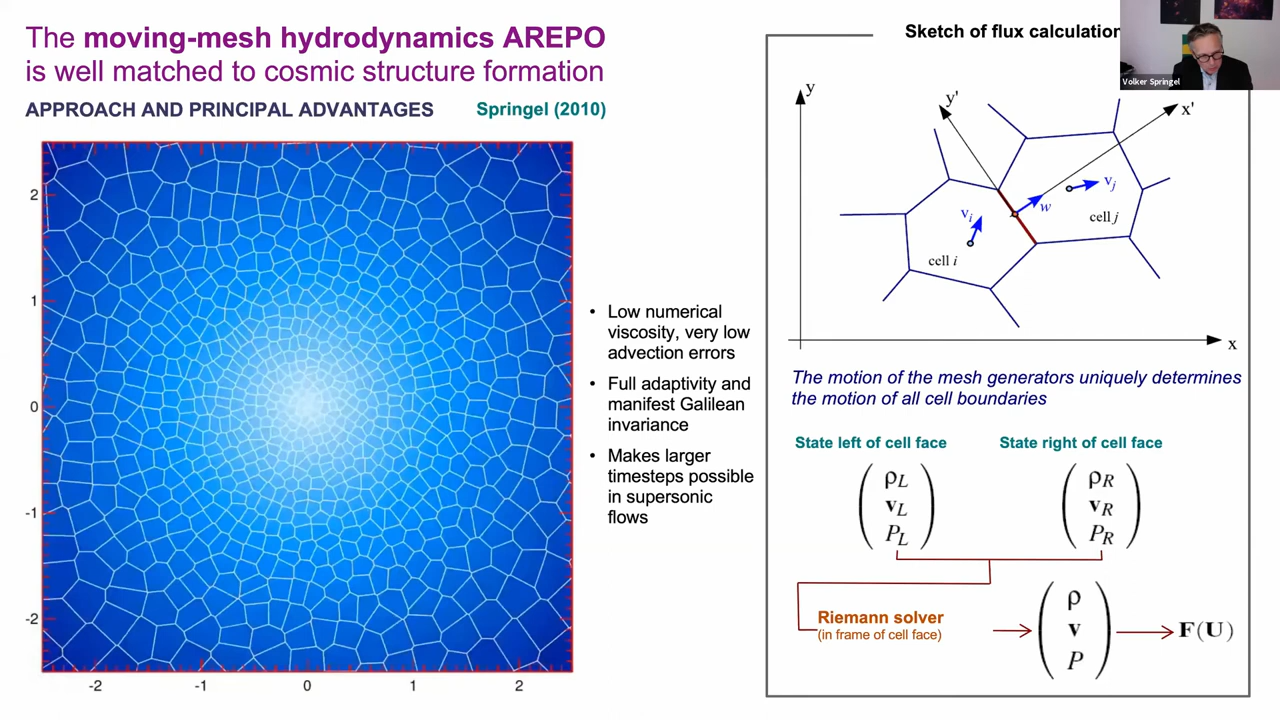 The moving-mesh hydrodynamics AREPO
is well matched to cosmic structure formation
APPROACH AND PRINCIPAL ADVANTAGES
Springel (2010)
2
1
0
-1
-2
-2
-1
0
1
2
• Low numerical
viscosity, very low
advection errors
• Full adaptivity and
manifest Galilean
invariance
• Makes larger
timesteps possible
in supersonic
flows
Sketch of flux calculation
Volker Springel
y
y'
x'
v_i
w
v_j
cell i
cell j
x
The motion of the mesh generators uniquely determines
the motion of all cell boundaries
State left of cell face
State right of cell face
ρ_L
v_L
P_L
ρ_R
v_R
P_R
Riemann solver
(in frame of cell face)
ρ
v
P
F(U)